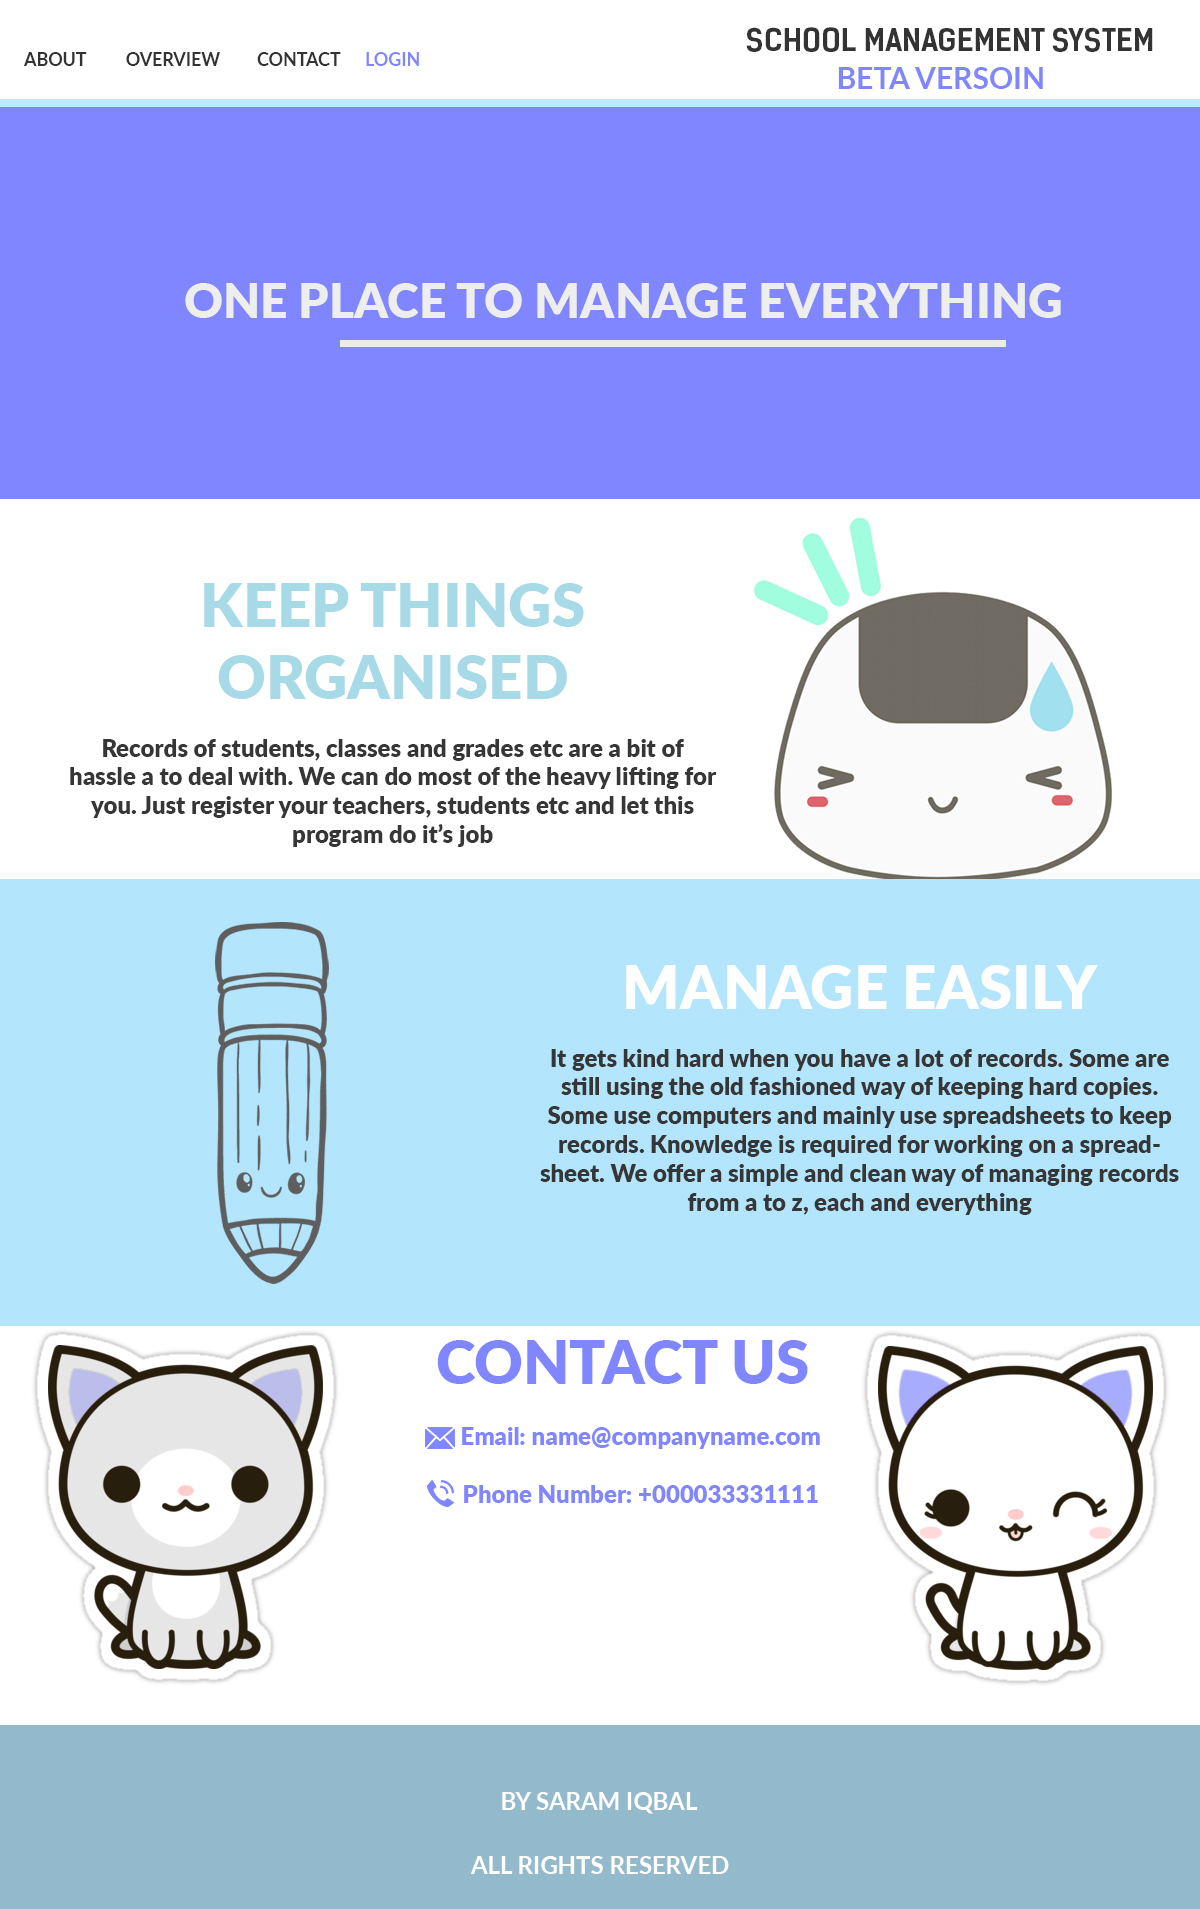 ABOUT OVERVIEW CONTACT LOGIN
SCHOOL MANAGEMENT SYSTEM
BETA VERSOIN
ONE PLACE TO MANAGE EVERYTHING
KEEP THINGS
ORGANISED
Records of students, classes and grades etc are a bit of
hassle a to deal with. We can do most of the heavy lifting for
you. Just register your teachers, students etc and let this
program do it’s job
MANAGE EASILY
It gets kind hard when you have a lot of records. Some are
still using the old fashioned way of keeping hard copies.
Some use computers and mainly use spreadsheets to keep
records. Knowledge is required for working on a spread-
sheet. We offer a simple and clean way of managing records
from a to z, each and everything
CONTACT US
Email: name@companyname.com
Phone Number: +000033331111
BY SARAM IQBAL
ALL RIGHTS RESERVED